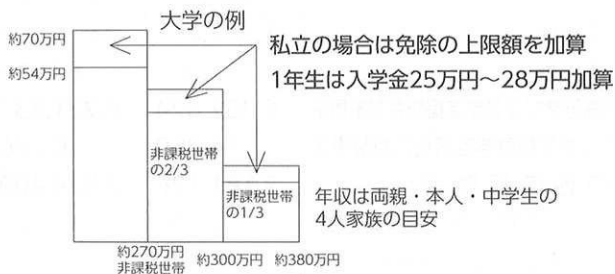 大学の例
約70万円
約54万円
私立の場合は免除の上限額を加算
1年生は入学金25万円～28万円加算
非課税世帯
の2/3
非課税世帯
の1/3
年収は両親・本人・中学生の
4人家族の目安
約270万円
非課税世帯
約300万円
約380万円